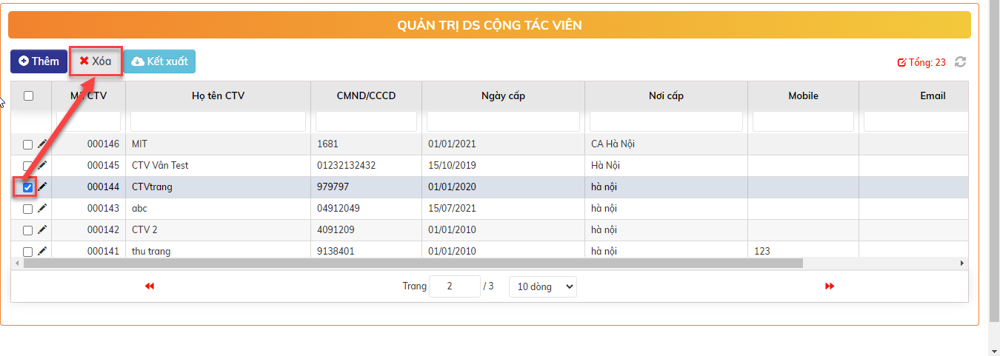 QUẢN TRỊ DS CỘNG TÁC VIÊN
Thêm Xóa Kết xuất Tổng: 23
CTV Họ tên CTV CMND/CCCD Ngày cấp Nơi cấp Mobile Email
000146 MIT 1681 01/01/2021 CA Hà Nội
000145 CTV Vân Test 01232132432 15/10/2019 Hà Nội
000144 CTVtrang 979797 01/01/2020 hà nội
000143 abc 04912049 15/07/2021 hà nội
000142 CTV 2 4091209 01/01/2010 hà nội
000141 thu trang 9138401 01/01/2010 hà nội 123
Trang 2 / 3 10 dòng